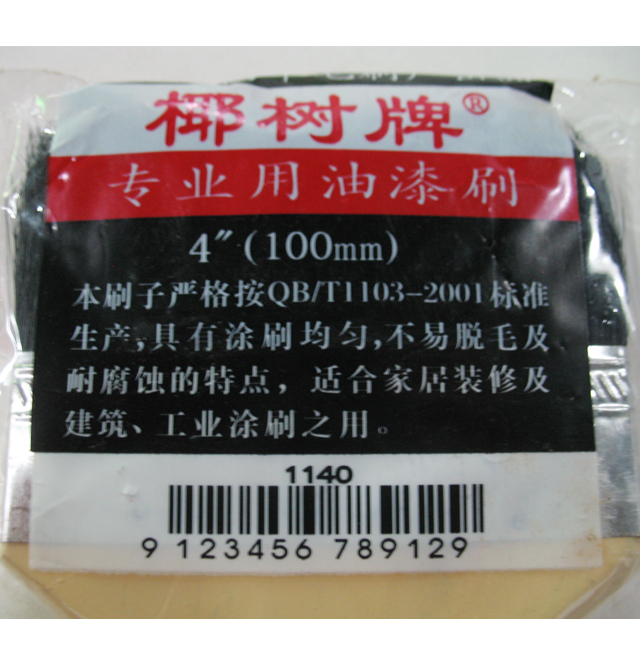 椰树牌®
专业用油漆刷
4″(100mm)
本刷子严格按QB/T1103-2001标准
生产,具有涂刷均匀,不易脱毛及
耐腐蚀的特点，适合家居装修及
建筑、工业涂刷之用。
1140
9 123456 789129